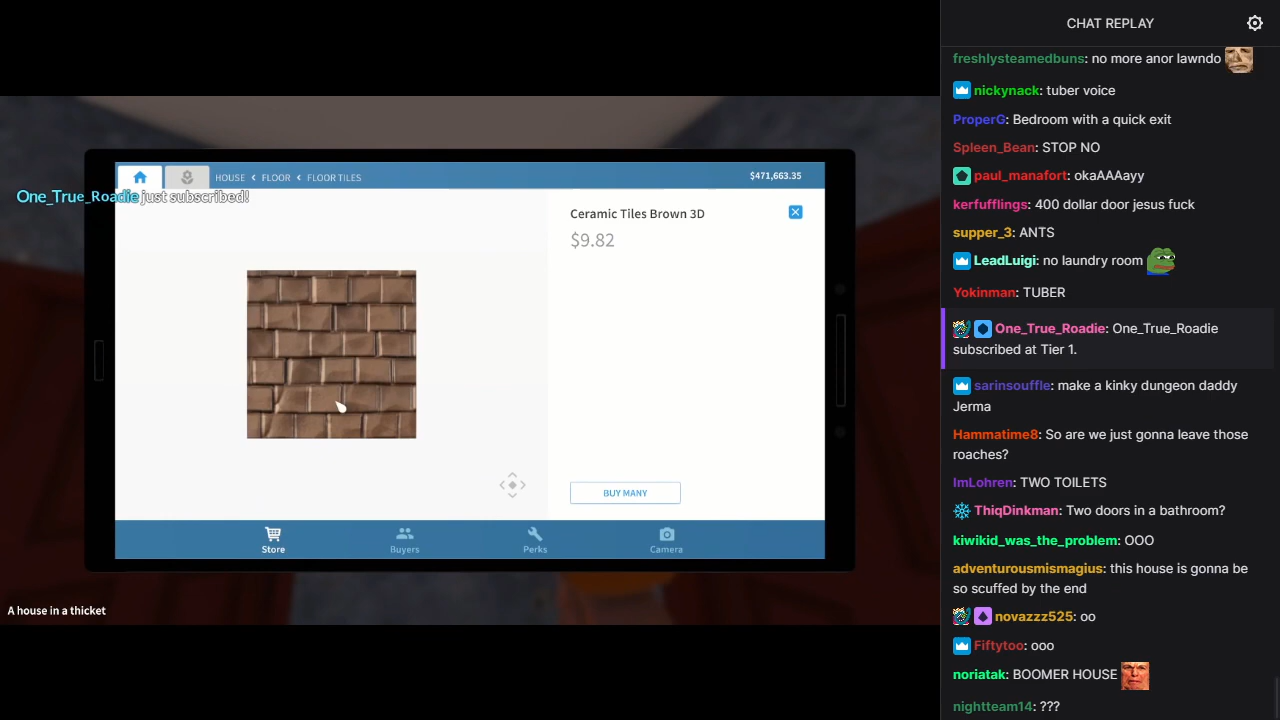 HOUSE < FLOOR < FLOOR TILES
$471,663.35
One_True_Roadie just subscribed!
Ceramic Tiles Brown 3D
$9.82
BUY MANY
Store
Buyers
Perks
Camera
A house in a thicket
CHAT REPLAY
freshlysteamedbuns: no more anor lawndo
nickynack: tuber voice
ProperG: Bedroom with a quick exit
Spleen_Bean: STOP NO
paul_manafort: okaAAAayy
kerfufflings: 400 dollar door jesus fuck
supper_3: ANTS
LeadLuigi: no laundry room
Yokinman: TUBER
One_True_Roadie: One_True_Roadie
subscribed at Tier 1.
sarinsouffle: make a kinky dungeon daddy
Jerma
Hammatime8: So are we just gonna leave those
roaches?
ImLohren: TWO TOILETS
ThiqDinkman: Two doors in a bathroom?
kiwikid_was_the_problem: OOO
adventurousmismagius: this house is gonna be
so scuffed by the end
novazzz525: oo
Fiftytoo: ooo
noriatak: BOOMER HOUSE
nightteam14: ???